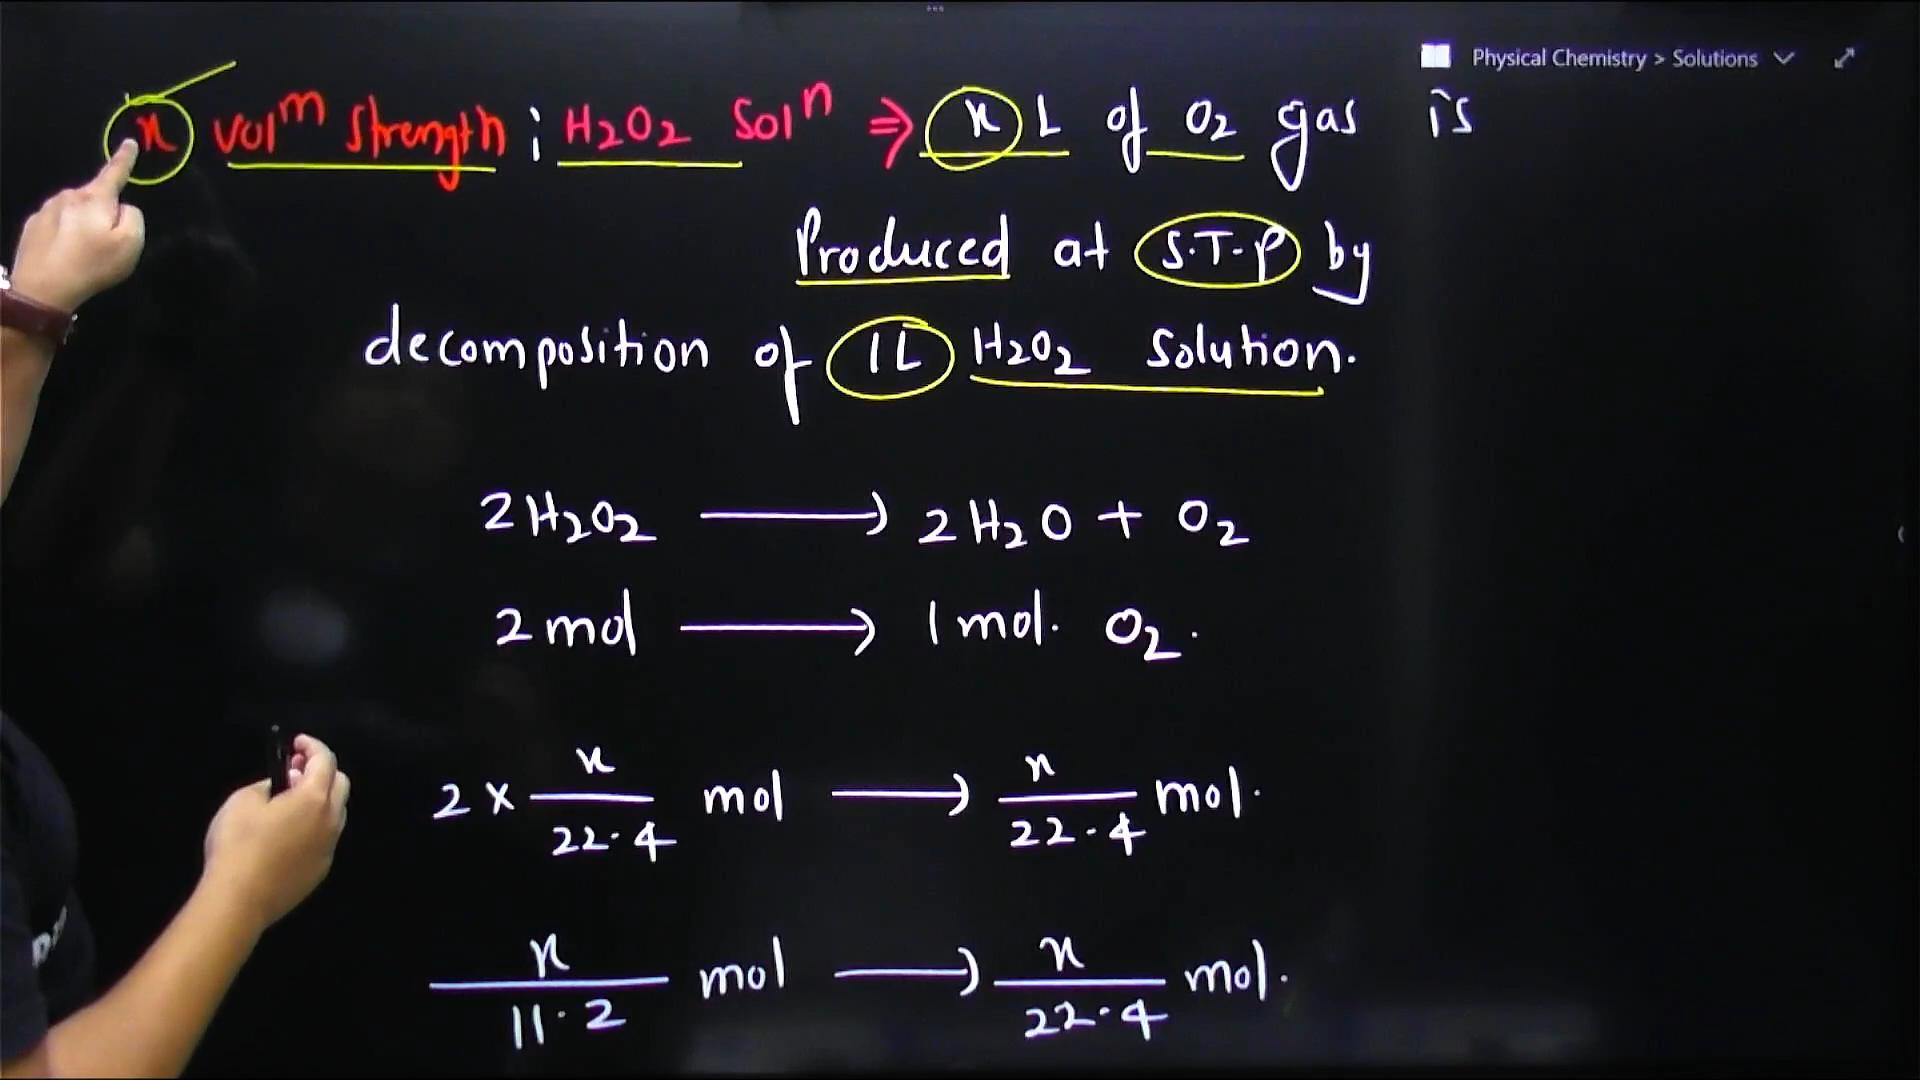 Physical Chemistry > Solutions
x volm strength ; H2O2 Soln ⇒ x L of O2 gas is
Produced at S.T.P by
decomposition of 1L H2O2 solution.
2H2O2 ⟶ 2H2O + O2
2mol ⟶ 1 mol. O2.
2 × x/22.4 mol ⟶ x/22.4 mol.
x/11.2 mol ⟶ x/22.4 mol.